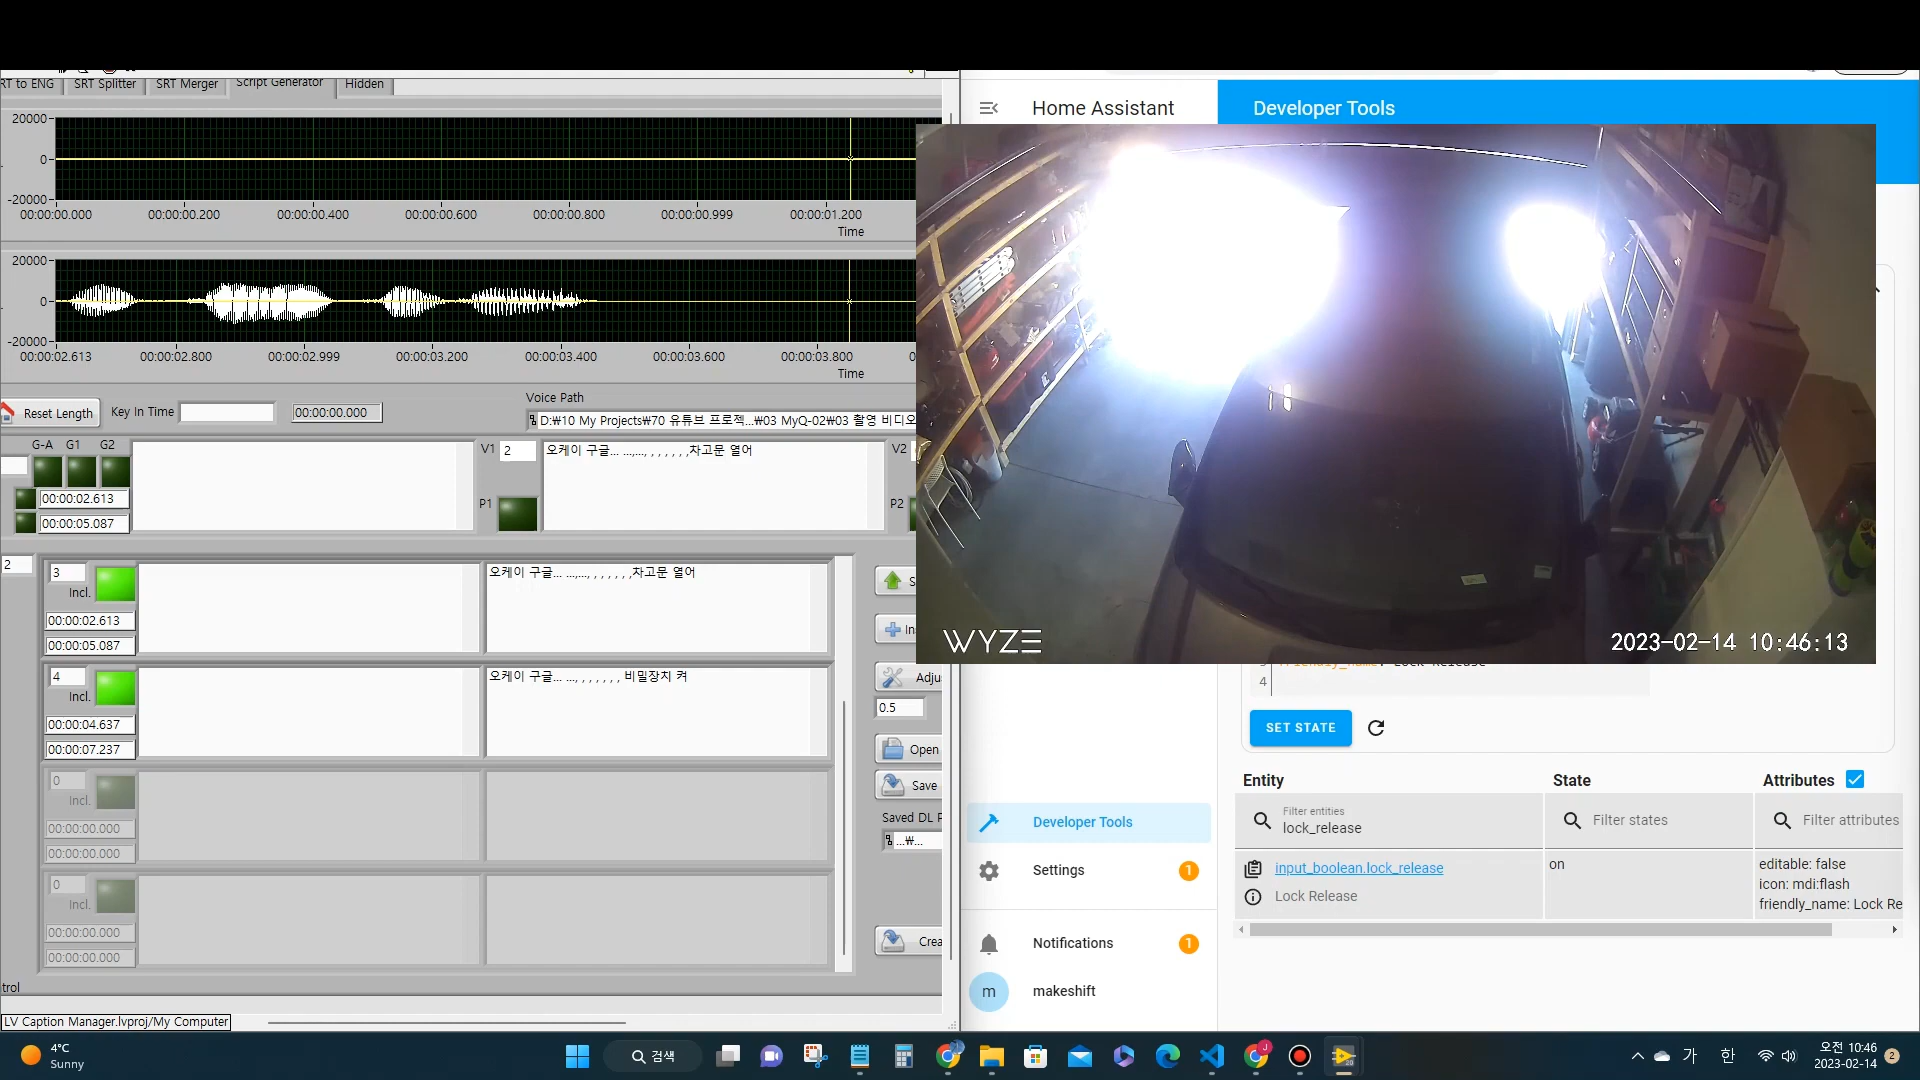 RT to ENG
SRT Splitter
SRT Merger
Script Generator
Hidden
20000
0
-20000
00:00:00.000
00:00:00.200
00:00:00.400
00:00:00.600
00:00:00.800
00:00:00.999
00:00:01.200
Time
20000
0
-20000
00:00:02.613
00:00:02.800
00:00:02.999
00:00:03.200
00:00:03.400
00:00:03.600
00:00:03.800
Time
Reset Length
Key In Time
00:00:00.000
Voice Path
D:₩10 My Projects₩70 유튜브 프로젝...₩03 MyQ-02₩03 촬영 비디오
G-A G1 G2
00:00:02.613
00:00:05.087
V1 2
P1
오케이 구글... ...,..., , , , , , ,차고문 열어
V2
P2
2
3
Incl.
00:00:02.613
00:00:05.087
오케이 구글... ...,..., , , , , , ,차고문 열어
4
Incl.
00:00:04.637
00:00:07.237
오케이 구글... ..., , , , , , , 비밀장치 켜
0
Incl.
00:00:00.000
00:00:00.000
0
Incl.
00:00:00.000
00:00:00.000
S
In
Adju
0.5
Open
Save
Saved DL P
...₩...
Crea
trol
LV Caption Manager.lvproj/My Computer
Home Assistant
Developer Tools
WYZE
2023-02-14 10:46:13
4
SET STATE
Entity
State
Attributes
Filter entities
lock_release
Filter states
Filter attributes
input_boolean.lock_release
Lock Release
on
editable: false
icon: mdi:flash
friendly_name: Lock Re
Developer Tools
Settings
1
Notifications
1
m
makeshift
4°C
Sunny
검색
가
한
오전 10:46
2023-02-14
2